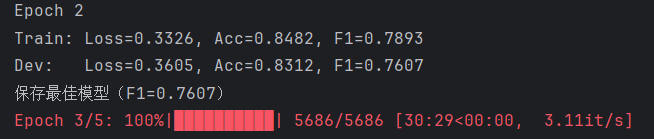 Epoch 2
Train: Loss=0.3326, Acc=0.8482, F1=0.7893
Dev:   Loss=0.3605, Acc=0.8312, F1=0.7607
保存最佳模型（F1=0.7607）
Epoch 3/5: 100%|██████████| 5686/5686 [30:29<00:00,  3.11it/s]